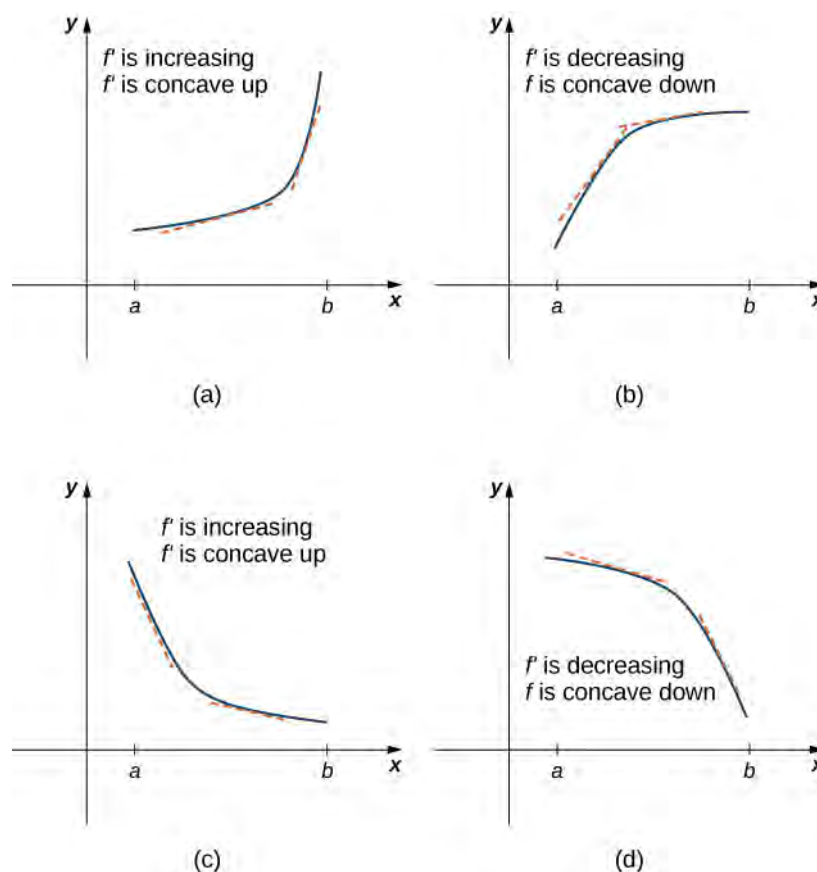 y
f' is increasing
f' is concave up
a
b
x
(a)
y
f' is decreasing
f is concave down
a
b
x
(b)
y
f' is increasing
f' is concave up
a
b
x
(c)
y
f' is decreasing
f is concave down
a
b
x
(d)